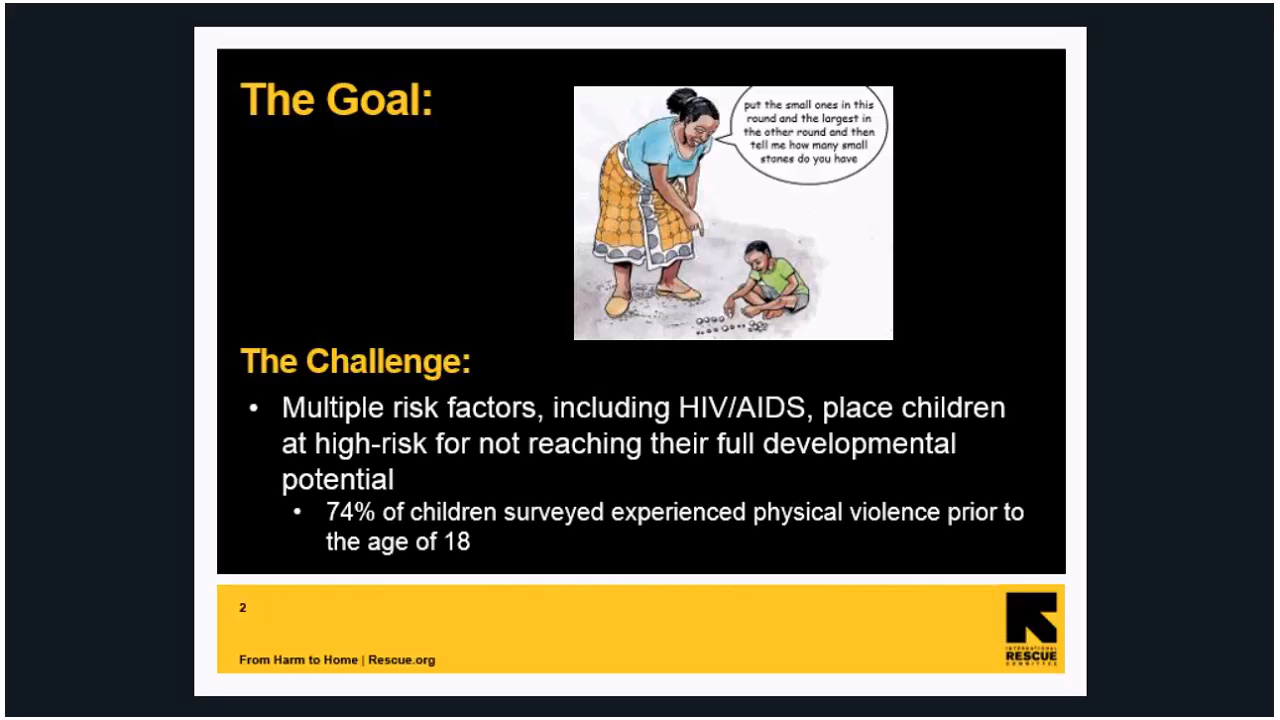 The Goal:
put the small ones in this
round and the largest in
the other round and then
tell me how many small
stones do you have
The Challenge:
• Multiple risk factors, including HIV/AIDS, place children
at high-risk for not reaching their full developmental
potential
• 74% of children surveyed experienced physical violence prior to
the age of 18
2
From Harm to Home | Rescue.org
INTERNATIONAL
RESCUE
COMMITTEE